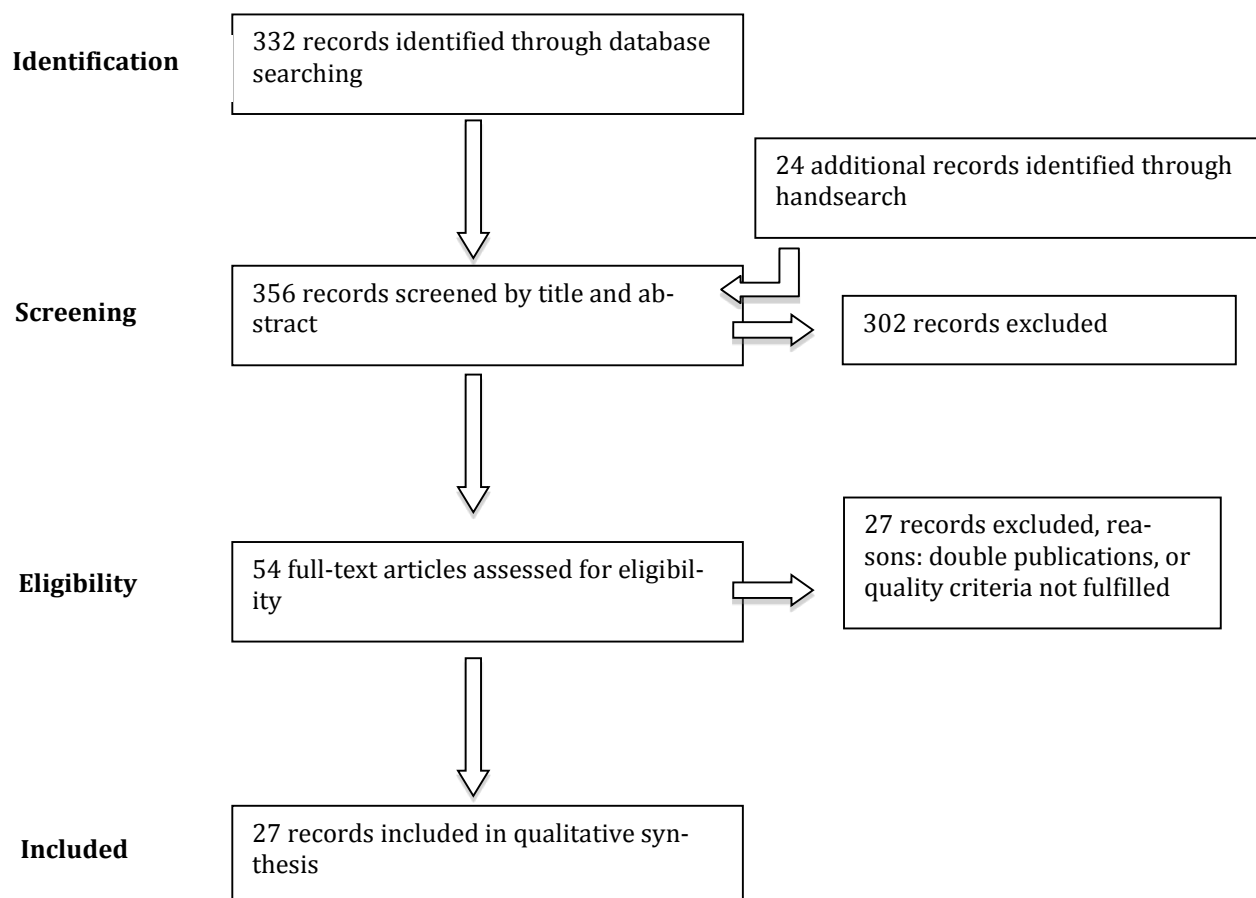 Identification
332 records identified through database
searching
24 additional records identified through
handsearch
Screening
356 records screened by title and ab-
stract
302 records excluded
Eligibility
54 full-text articles assessed for eligibil-
ity
27 records excluded, rea-
sons: double publications, or
quality criteria not fulfilled
Included
27 records included in qualitative syn-
thesis